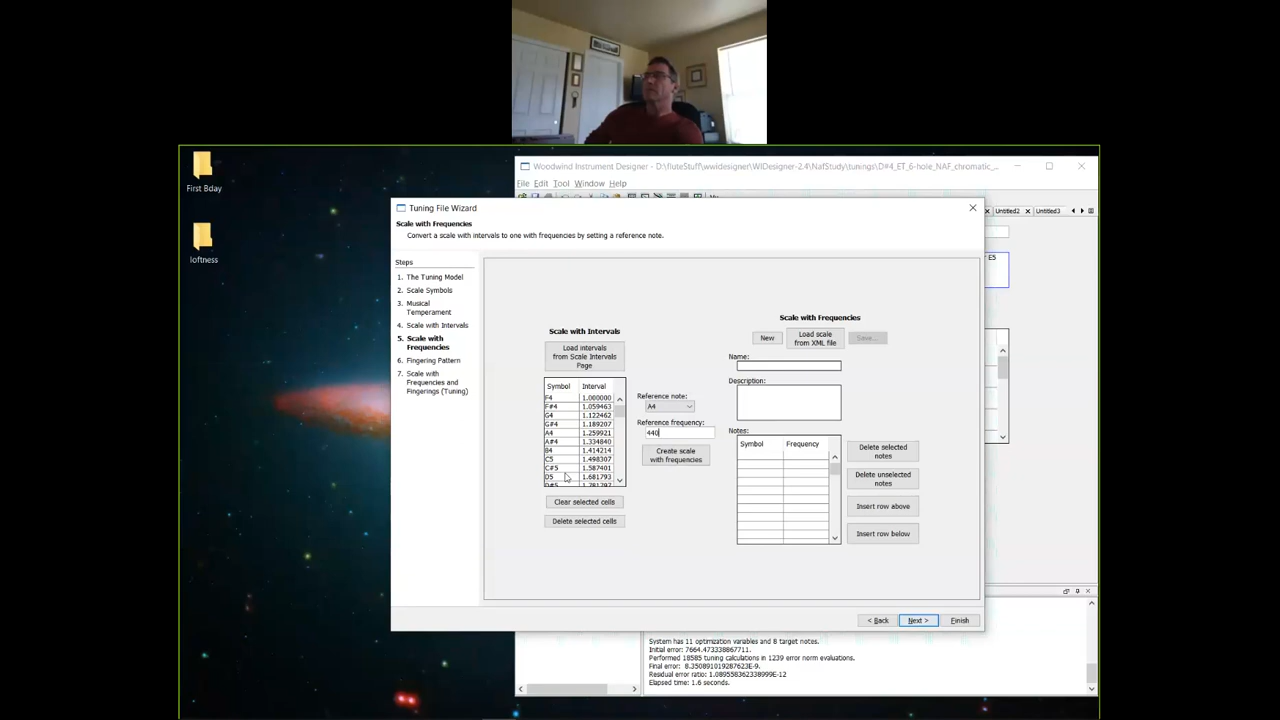 First Bday
loftness
Woodwind Instrument Designer - D:\fluteStuff\wwidesigner\WIDesigner-2.4\NafStudy\tunings\D#4_ET_6-hole_NAF_chromatic_...
File Edit Tool Window Help
Untitled2 Untitled3
E5
Tuning File Wizard
Scale with Frequencies
Convert a scale with intervals to one with frequencies by setting a reference note.
Steps
1. The Tuning Model
2. Scale Symbols
3. Musical
Temperament
4. Scale with Intervals
5. Scale with
Frequencies
6. Fingering Pattern
7. Scale with
Frequencies and
Fingerings (Tuning)
Scale with Intervals
Load intervals
from Scale Intervals
Page
Symbol Interval
F4 1.000000
F#4 1.059463
G4 1.122462
G#4 1.189207
A4 1.259921
A#4 1.334840
B4 1.414214
C5 1.498307
C#5 1.587401
D5 1.681793
D#5 1.781797
Clear selected cells
Delete selected cells
Reference note:
A4
Reference frequency:
440
Create scale
with frequencies
Scale with Frequencies
New
Load scale
from XML file
Save...
Name:
Description:
Notes:
Symbol Frequency
Delete selected
notes
Delete unselected
notes
Insert row above
Insert row below
< Back Next > Finish
System has 11 optimization variables and 8 target notes.
Initial error: 7664.473338867711.
Performed 18585 tuning calculations in 1239 error norm evaluations.
Final error: 8.350891019287623E-9.
Residual error ratio: 1.089558362338999E-12
Elapsed time: 1.6 seconds.